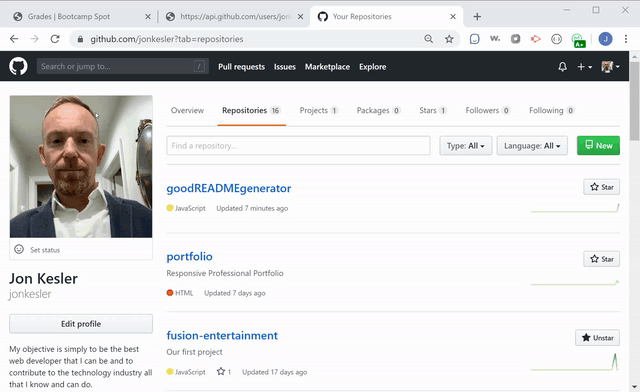 Grades | Bootcamp Spot
https://api.github.com/users/jonk
Your Repositories
github.com/jonkesler?tab=repositories
w.
A+
J
Search or jump to...
/
Pull requests
Issues
Marketplace
Explore
Overview
Repositories 16
Projects 1
Packages 0
Stars 1
Followers 0
Following 0
Find a repository...
Type: All
Language: All
New
goodREADMEgenerator
Star
JavaScript
Updated 7 minutes ago
Set status
portfolio
Star
Responsive Professional Portfolio
HTML
Updated 7 days ago
Jon Kesler
jonkesler
Edit profile
fusion-entertainment
Unstar
Our first project
JavaScript
1
Updated 17 days ago
My objective is simply to be the best
web developer that I can be and to
contribute to the technology industry all
that I know and can do.